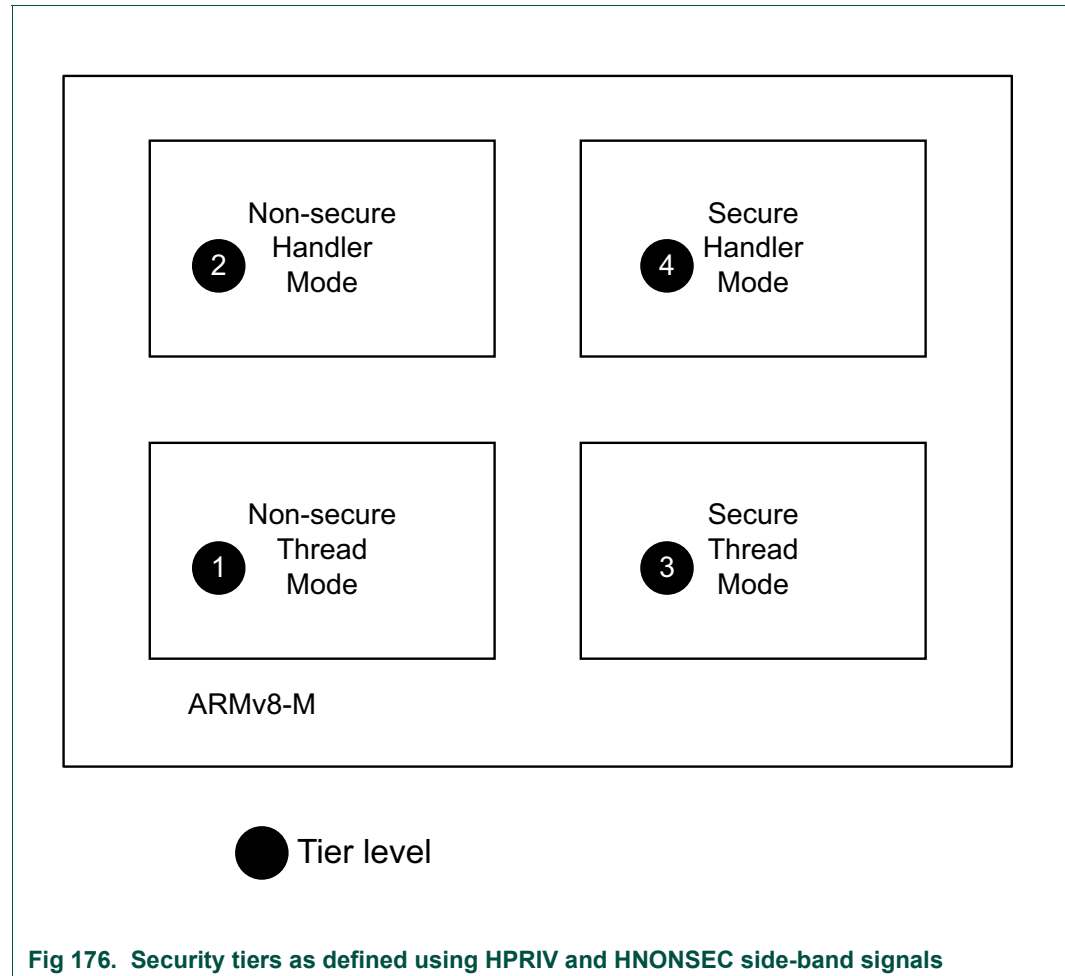 Non-secure
Handler
Mode
2
Secure
Handler
Mode
4
Non-secure
Thread
Mode
1
Secure
Thread
Mode
3
ARMv8-M
Tier level
Fig 176. Security tiers as defined using HPRIV and HNONSEC side-band signals